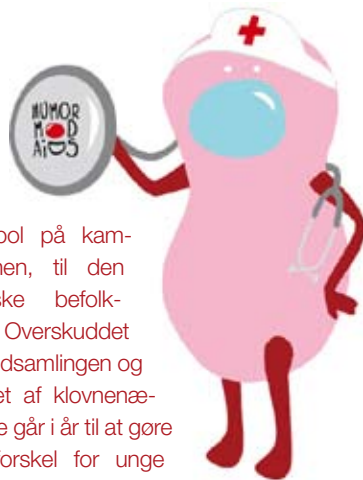 HUMOR
MOD
AIDS
bol på kam-
nen, til den
ske befolk-
Overskuddet
dsamlingen og
et af klovnenæ-
e går i år til at gøre
forskel for unge